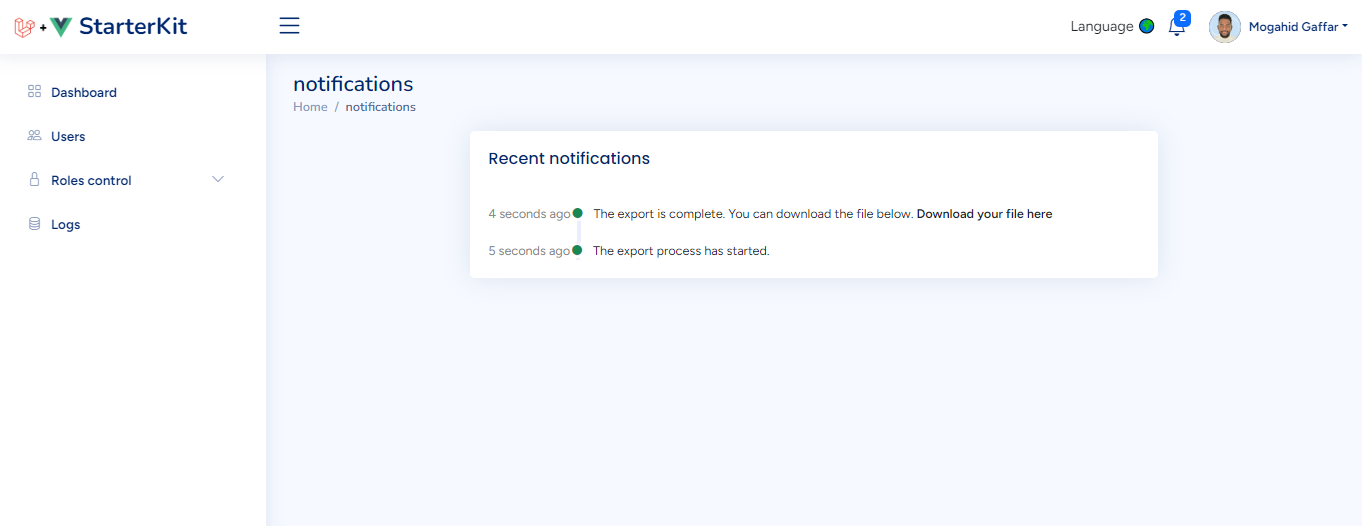 + StarterKit
Language
2
Mogahid Gaffar
Dashboard
Users
Roles control
Logs
notifications
Home / notifications
Recent notifications
4 seconds ago The export is complete. You can download the file below. Download your file here
5 seconds ago The export process has started.